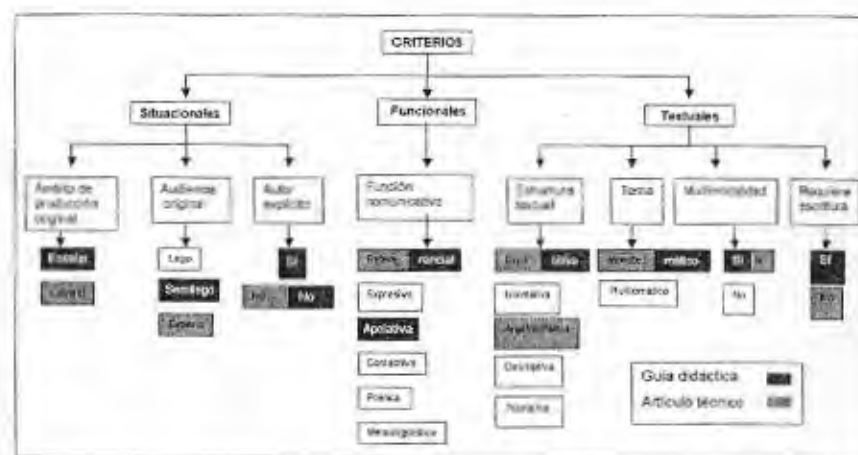 CRITERIOS
Situacionales
Funcionales
Textuales
Ámbito de
producción
original
Audiencia
original
Autor
explícito
Función
comunicativa
Estructura
textual
Tema
Multimodalidad
Requiere
escritura
Escolar
Laboral
Lego
Semilego
Experto
Sí
No
Referencial
Expresiva
Apelativa
Poética
Metalingüística
Argumentativa
Descriptiva
Narrativa
Multitemático
Sí
No
Sí
No
Guía didáctica
Artículo técnico